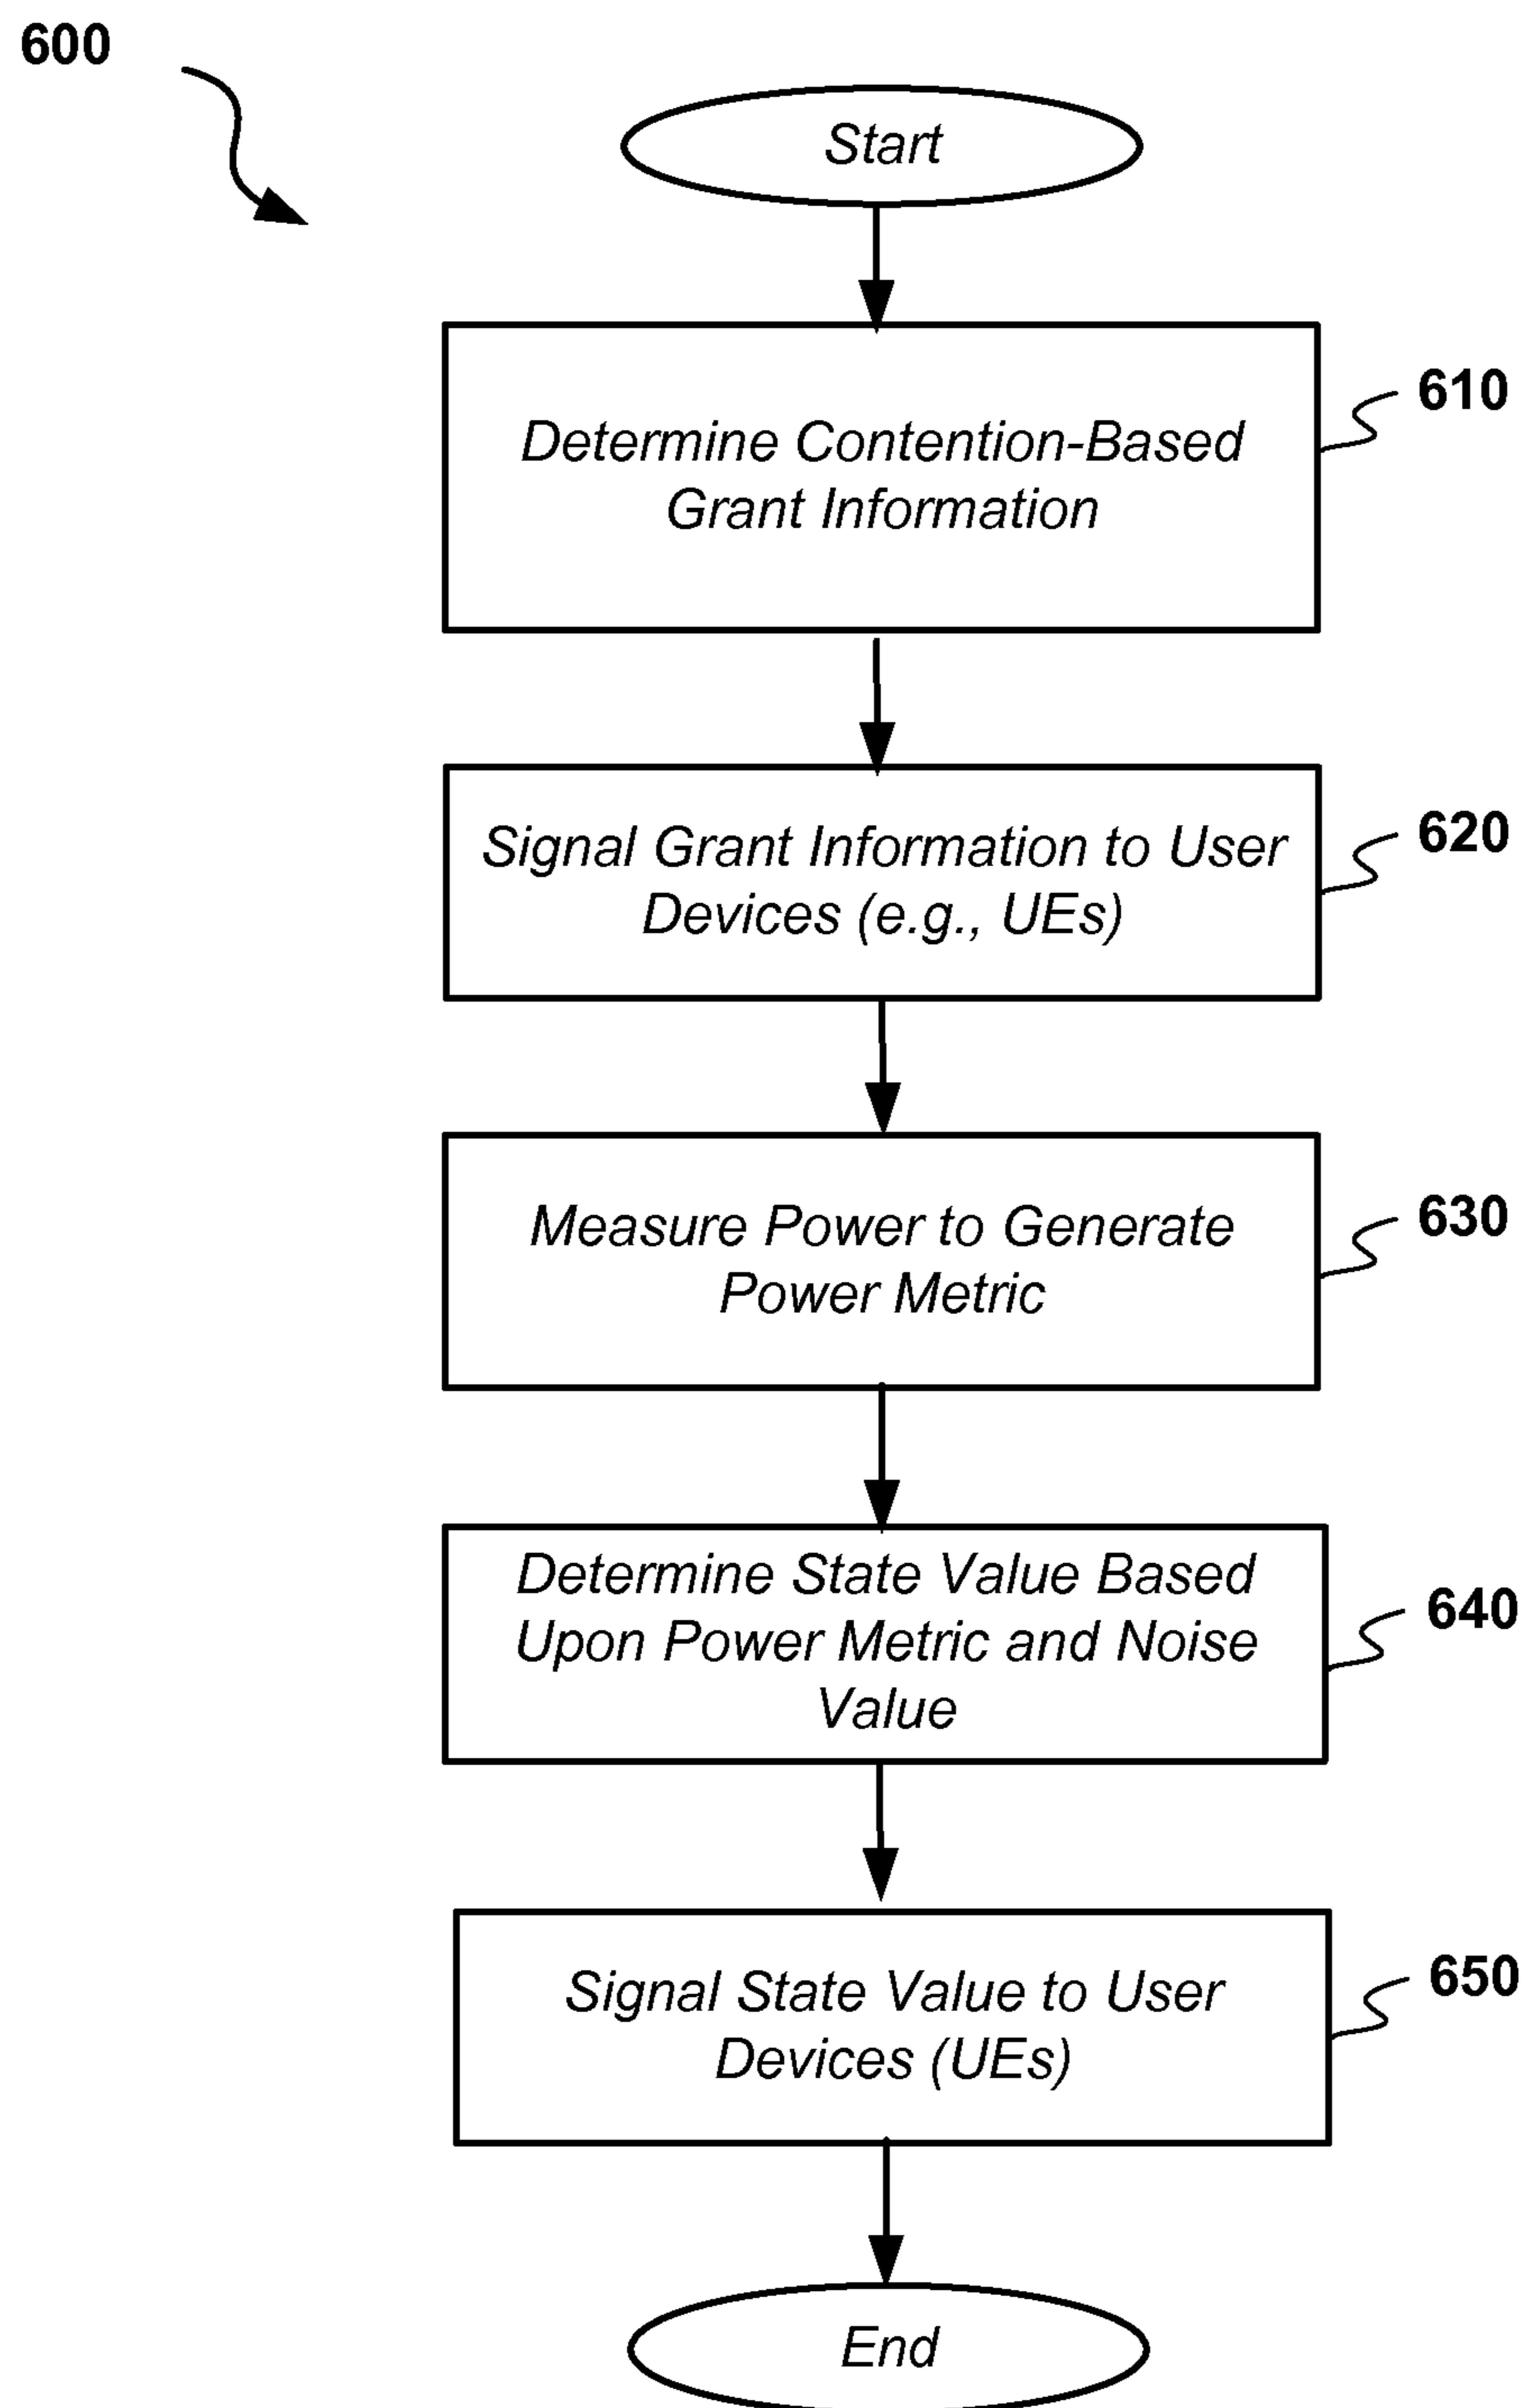 600
Start
Determine Contention-Based
Grant Information
610
Signal Grant Information to User
Devices (e.g., UEs)
620
Measure Power to Generate
Power Metric
630
Determine State Value Based
Upon Power Metric and Noise
Value
640
Signal State Value to User
Devices (UEs)
650
End